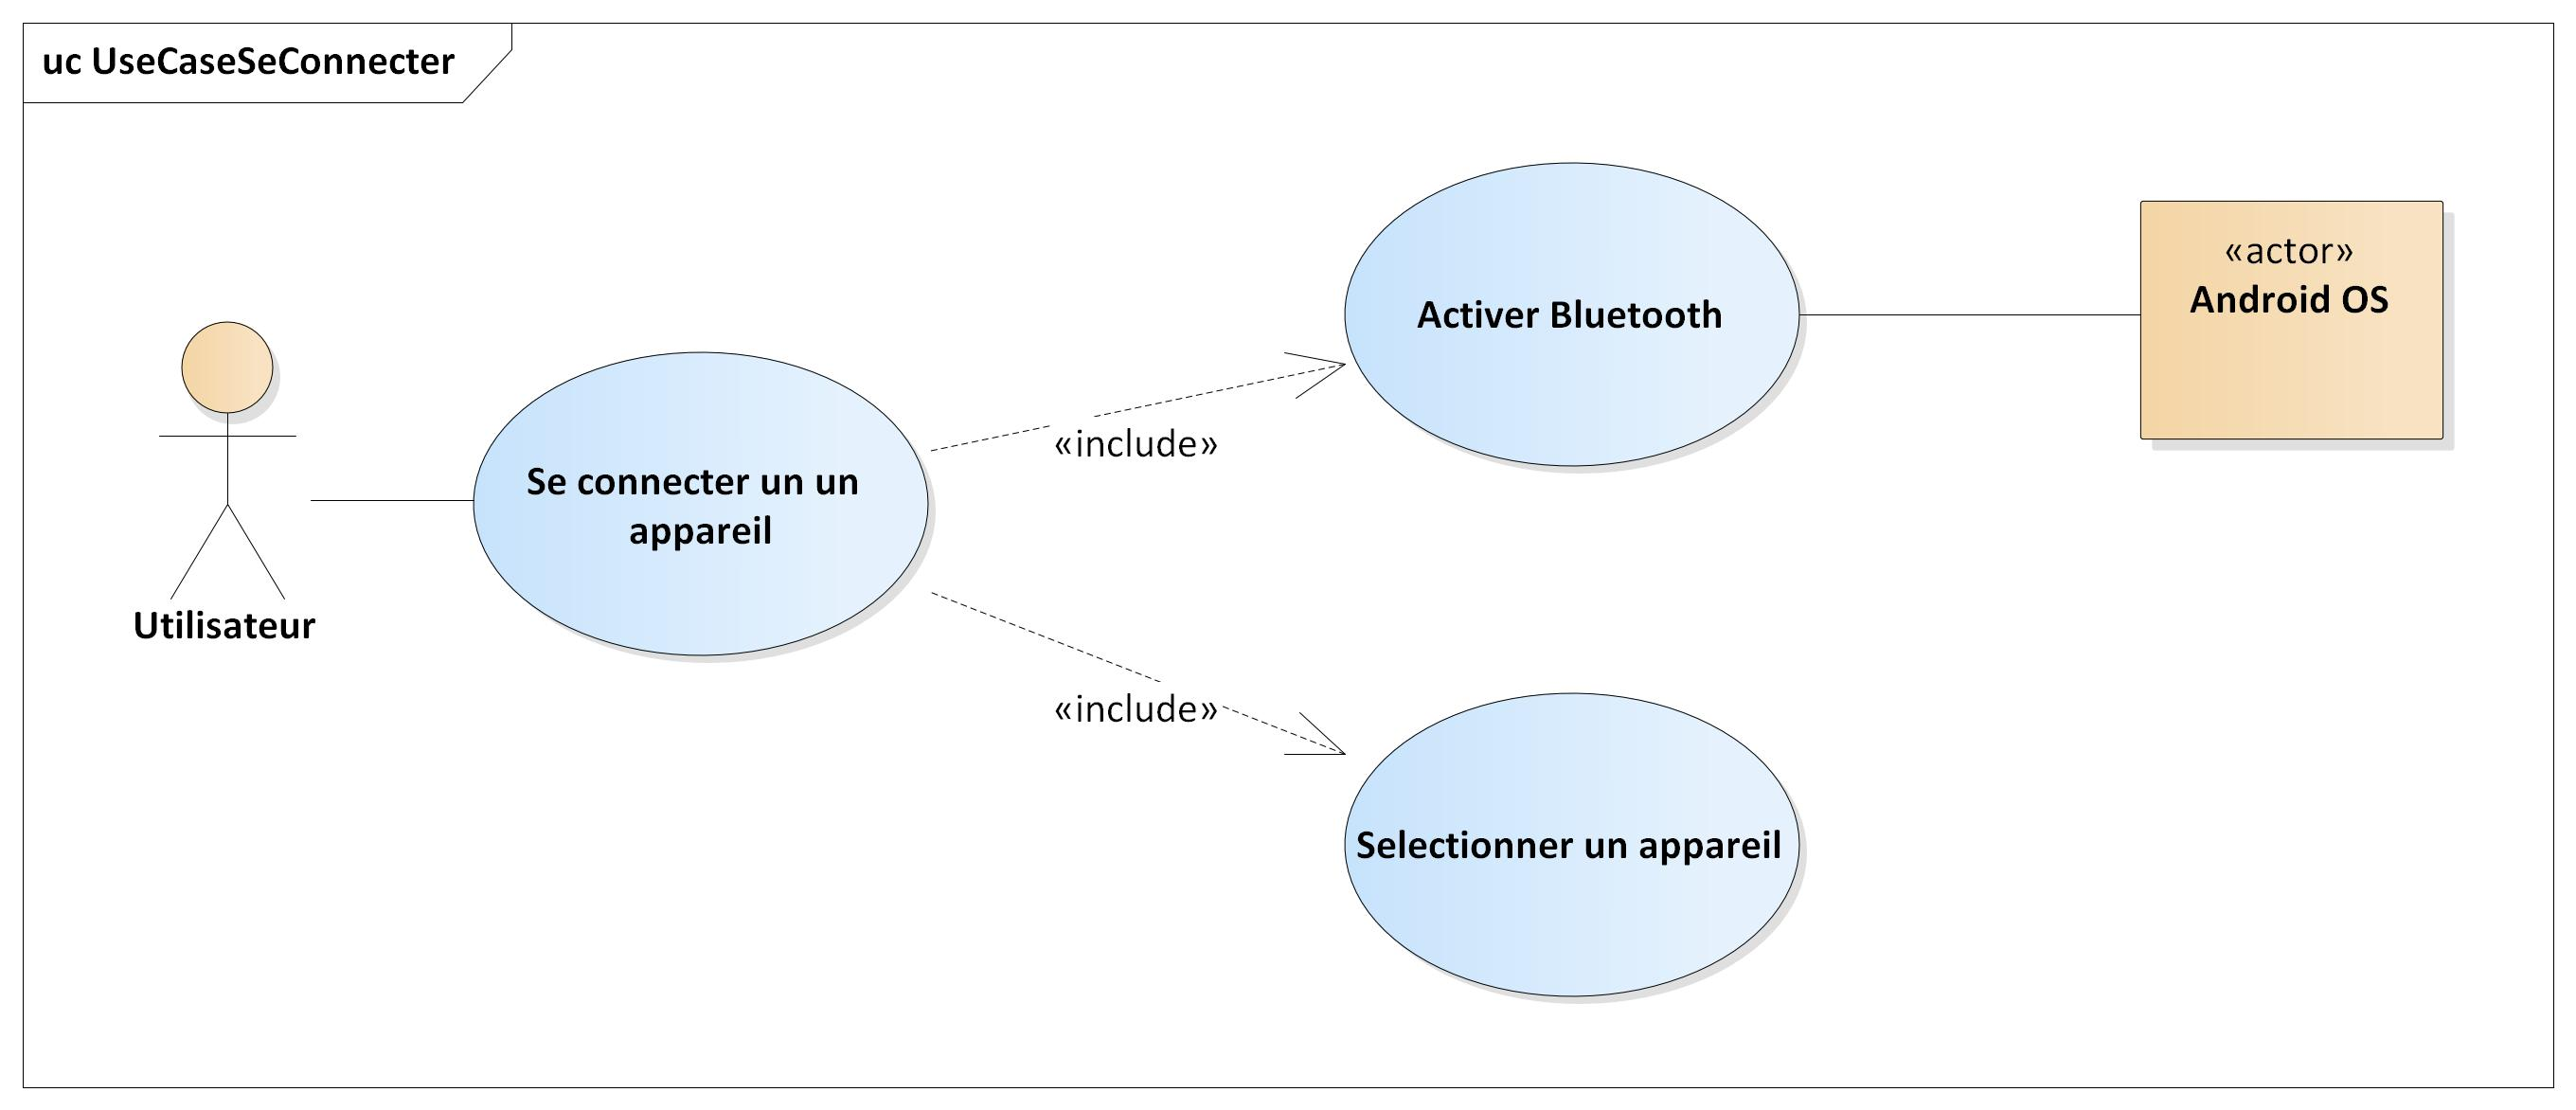 uc UseCaseSeConnecter
«actor»
Android OS
Activer Bluetooth
«include»
Se connecter un un
appareil
Utilisateur
«include»
Selectionner un appareil